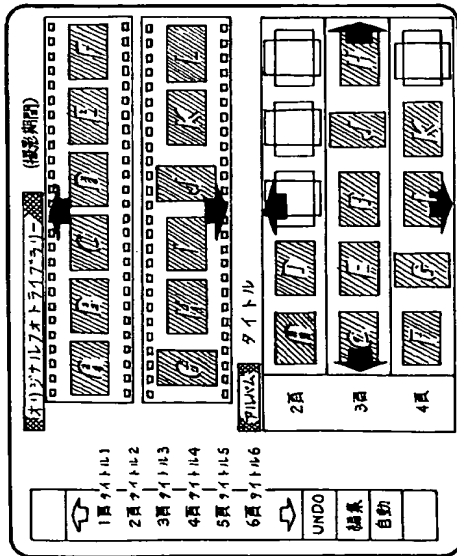 オリジナルフォトライブラリー (撮影期間)
A B C D E F
G H I J K L
アルバム タイトル
2頁
3頁
4頁
1頁タイトル1
2頁タイトル2
3頁タイトル3
4頁タイトル4
5頁タイトル5
6頁タイトル6
UNDO
編集
自動